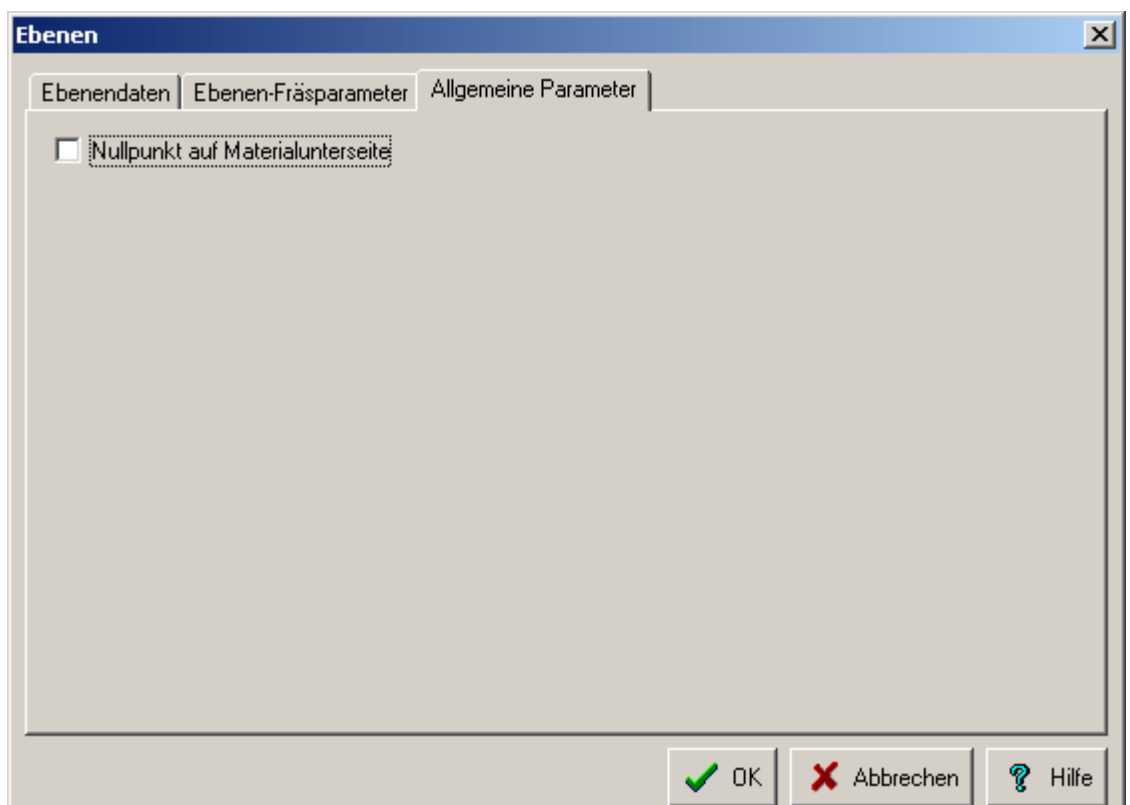 Ebenen
Ebenendaten Ebenen-Fräsparameter Allgemeine Parameter
Nullpunkt auf Materialunterseite
OK Abbrechen Hilfe